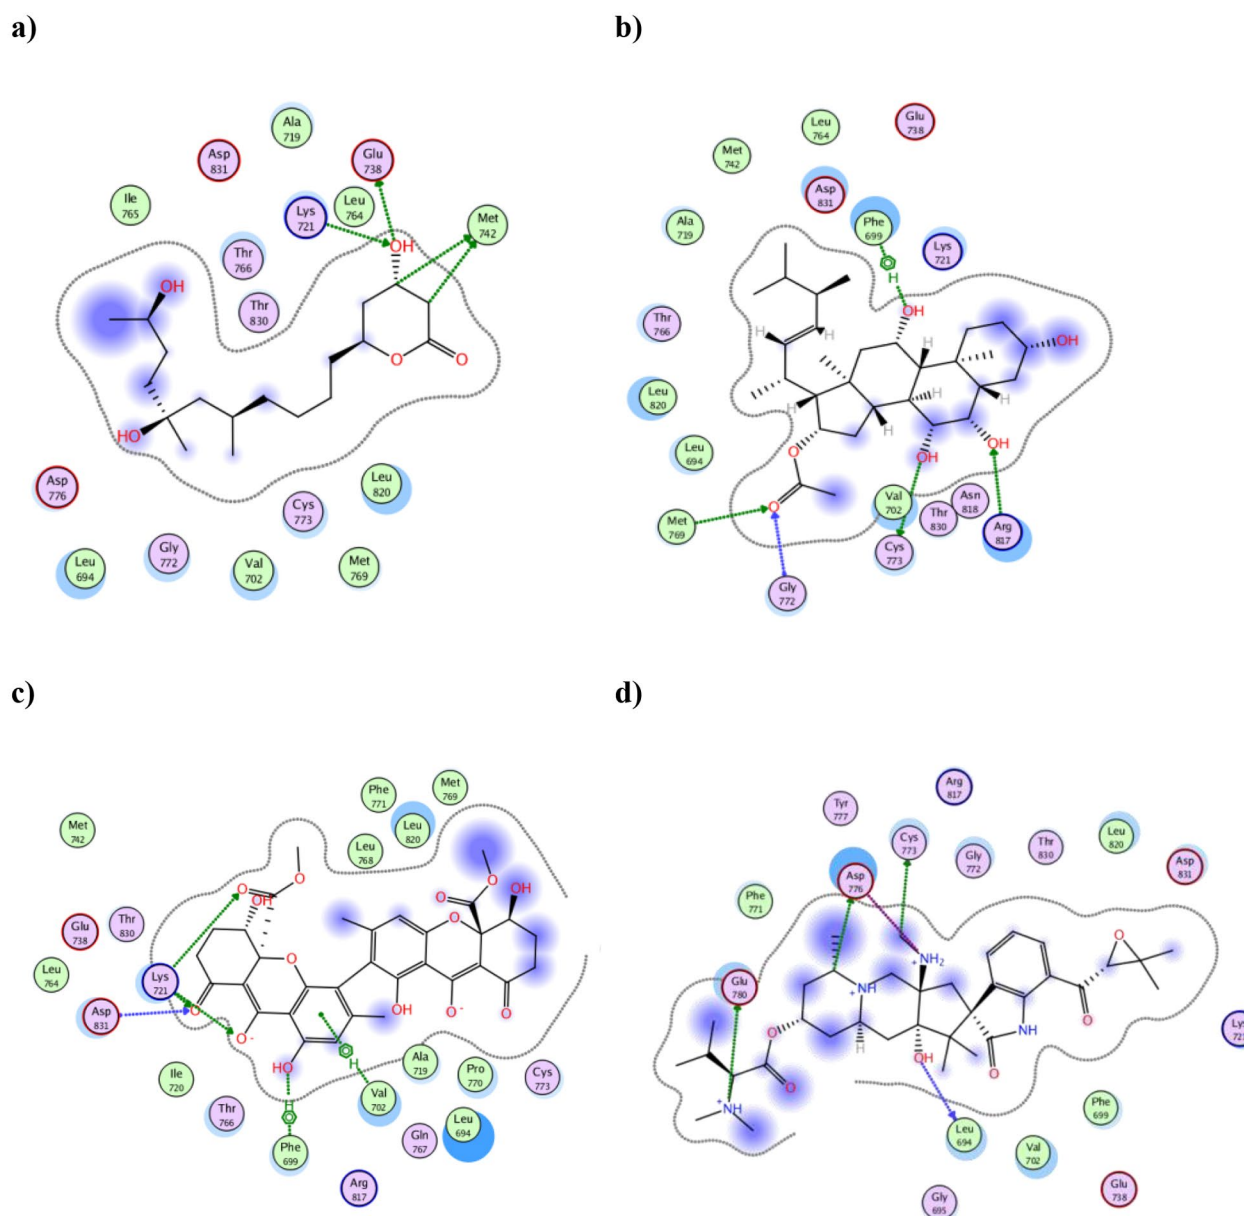 a)
b)
Ala
719
Asp
831
Glu
738
Ile
765
Lys
721
Leu
764
Met
742
Thr
766
Thr
830
OH
OH
O
O
HO
Asp
776
Leu
820
Cys
773
Leu
694
Gly
772
Val
702
Met
769
Leu
764
Glu
738
Met
742
Asp
831
Phe
699
Ala
719
Lys
721
H
OH
Thr
766
H
H
H
H
OH
H
H
H
Leu
820
Leu
694
O
OH
OH
O
Met
769
Val
702
Thr
830
Asn
818
Arg
817
Cys
773
Gly
772
c)
d)
Phe
771
Met
769
Met
742
Leu
820
Leu
768
O
OH
O
O
O
OH
Glu
738
Thr
830
O
Leu
764
Lys
721
O
Asp
831
O
O-
OH
O-
O
HO
H
H
Ile
720
Thr
766
Val
702
Ala
719
Pro
770
Cys
773
Leu
694
Gln
767
Phe
699
Arg
817
Arg
817
Tyr
777
Cys
773
Gly
772
Thr
830
Leu
820
Asp
831
Asp
776
Phe
771
Glu
780
+
NH2
+
NH
O
O
O
H
OH
O
NH
O
+
NH
Lys
Leu
694
Val
702
Phe
699
Gly
695
Glu
738